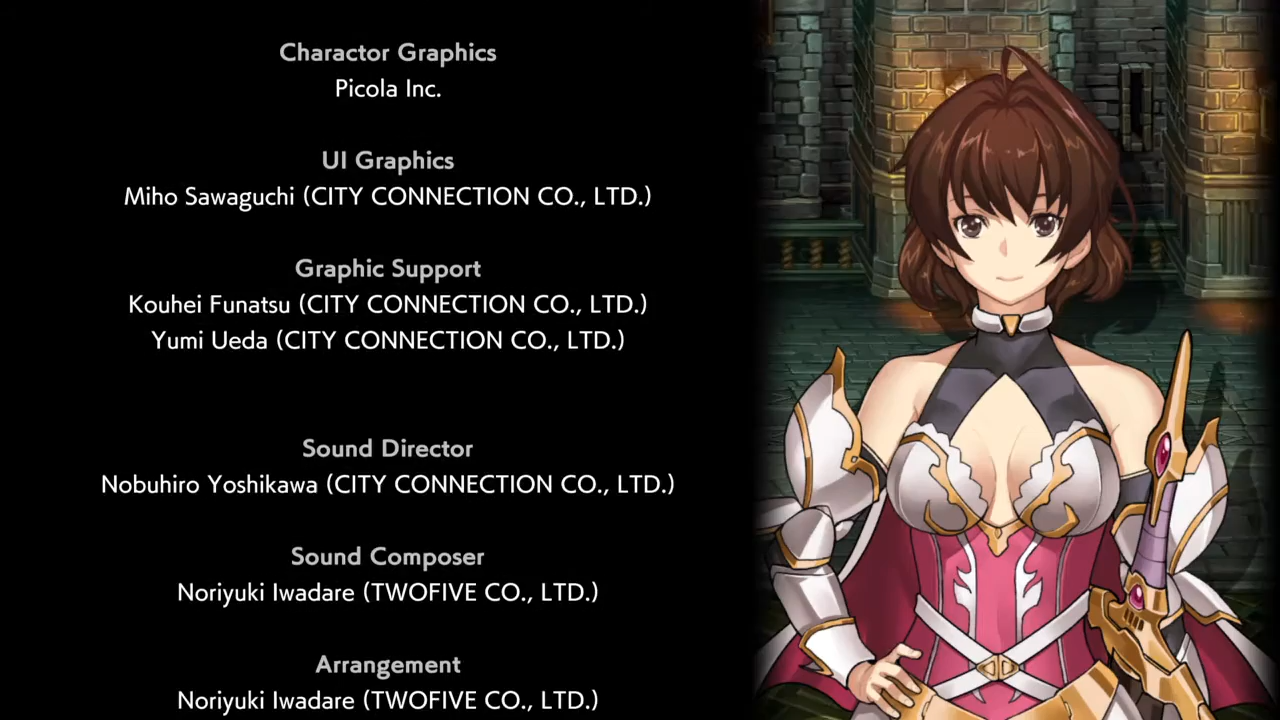 Charactor Graphics
Picola Inc.
UI Graphics
Miho Sawaguchi (CITY CONNECTION CO., LTD.)
Graphic Support
Kouhei Funatsu (CITY CONNECTION CO., LTD.)
Yumi Ueda (CITY CONNECTION CO., LTD.)
Sound Director
Nobuhiro Yoshikawa (CITY CONNECTION CO., LTD.)
Sound Composer
Noriyuki Iwadare (TWOFIVE CO., LTD.)
Arrangement
Noriyuki Iwadare (TWOFIVE CO., LTD.)